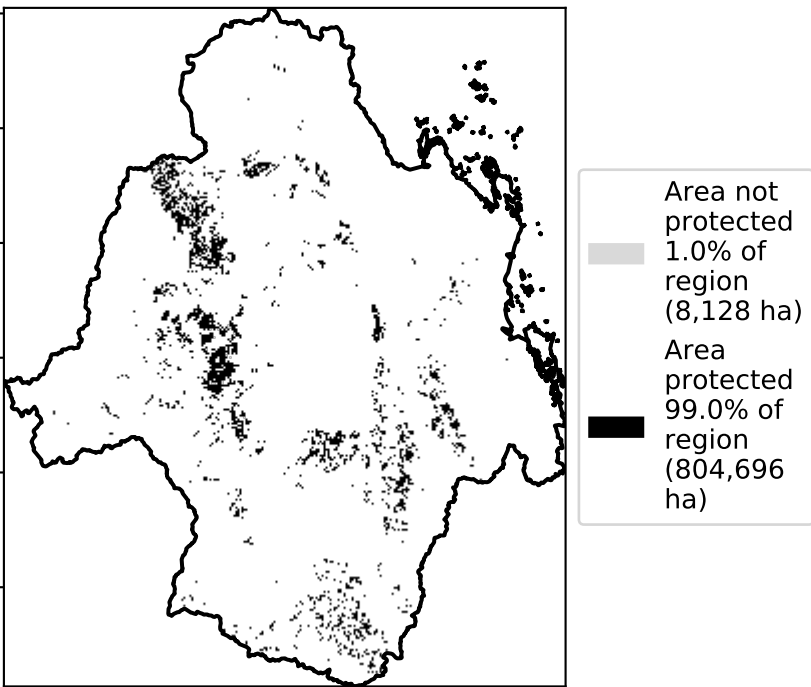 Area not
protected
1.0% of
region
(8,128 ha)
Area
protected
99.0% of
region
(804,696
ha)